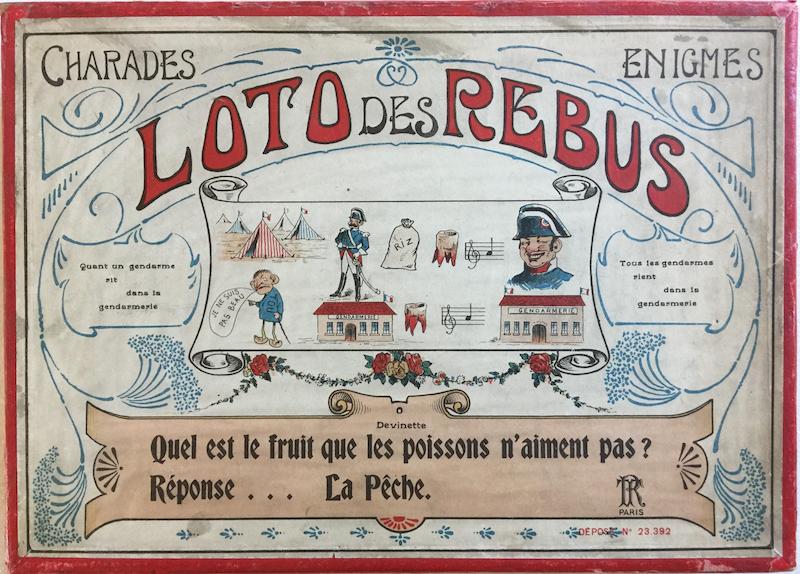 CHARADES
ENIGMES
LOTO DES REBUS
Quant un gendarme
rit
dans la
gendarmerie
Tous les gendarmes
rient
dans la
gendarmerie
RIZ
JE NE SUIS
PAS BEAU
GENDARMERIE
GENDARMERIE
Devinette
Quel est le fruit que les poissons n'aiment pas ?
Réponse . . . La Pêche.
PARIS
DÉPOSÉ N° 23.392